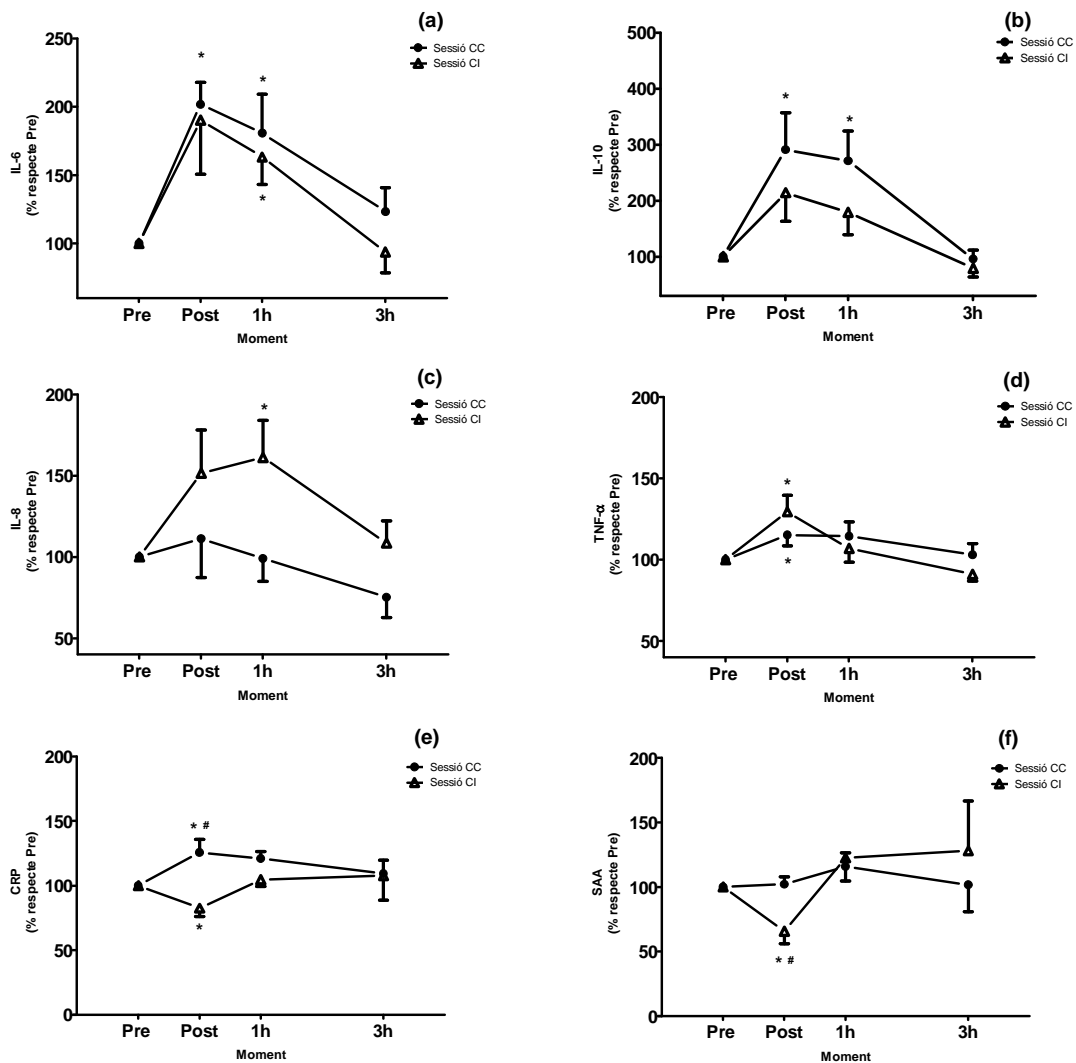 (a)
Sessió CC
Sessió CI
250
200
150
100
IL-6
(% respecte Pre)
*
*
*
Pre Post 1h 3h
Moment
(b)
Sessió CC
Sessió CI
500
400
300
200
100
IL-10
(% respecte Pre)
*
*
Pre Post 1h 3h
Moment
(c)
Sessió CC
Sessió CI
200
150
100
50
IL-8
(% respecte Pre)
*
Pre Post 1h 3h
Moment
(d)
Sessió CC
Sessió CI
200
150
100
50
TNF-α
(% respecte Pre)
*
*
Pre Post 1h 3h
Moment
(e)
Sessió CC
Sessió CI
200
150
100
50
0
CRP
(% respecte Pre)
* #
*
Pre Post 1h 3h
Moment
(f)
Sessió CC
Sessió CI
200
150
100
50
0
SAA
(% respecte Pre)
* #
Pre Post 1h 3h
Moment